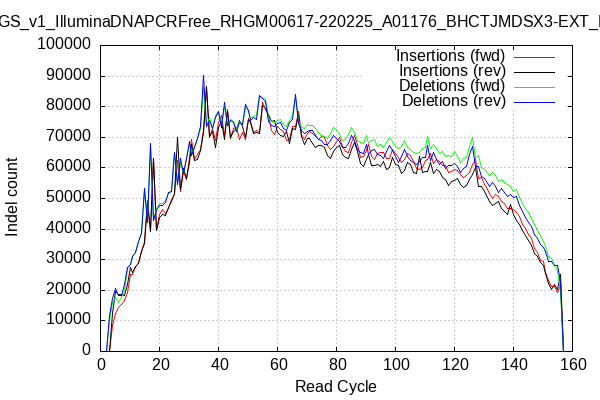 GS_v1_IlluminaDNAPCRFree_RHGM00617-220225_A01176_BHCTJMDSX3-EXT_
Insertions (fwd)
Insertions (rev)
Deletions (fwd)
Deletions (rev)
Indel count
100000
90000
80000
70000
60000
50000
40000
30000
20000
10000
0
0 20 40 60 80 100 120 140 160
Read Cycle